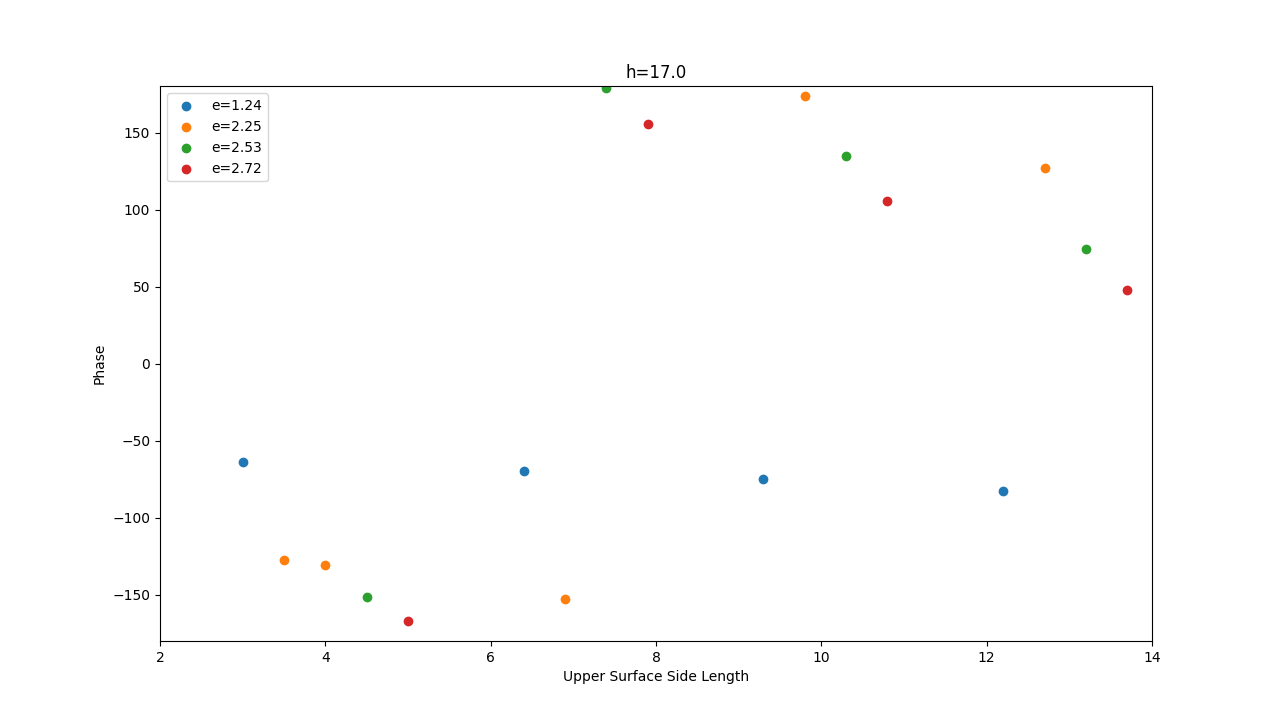 h=17.0
e=1.24
e=2.25
e=2.53
e=2.72
150
100
50
0
−50
−100
−150
Phase
2 4 6 8 10 12 14
Upper Surface Side Length